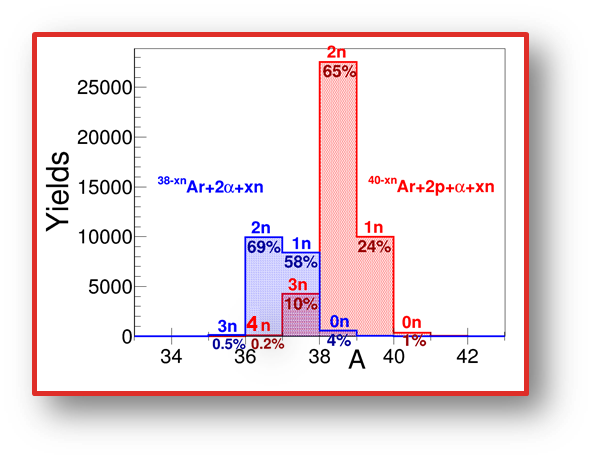 2n
65%
25000
20000
15000
10000
5000
0
Yields
38-xnAr+2α+xn
40-xnAr+2p+α+xn
2n
69%
1n
58%
1n
24%
3n
10%
3n
0.5%
4n
0.2%
0n
4%
0n
1%
34 36 38 40 42
A